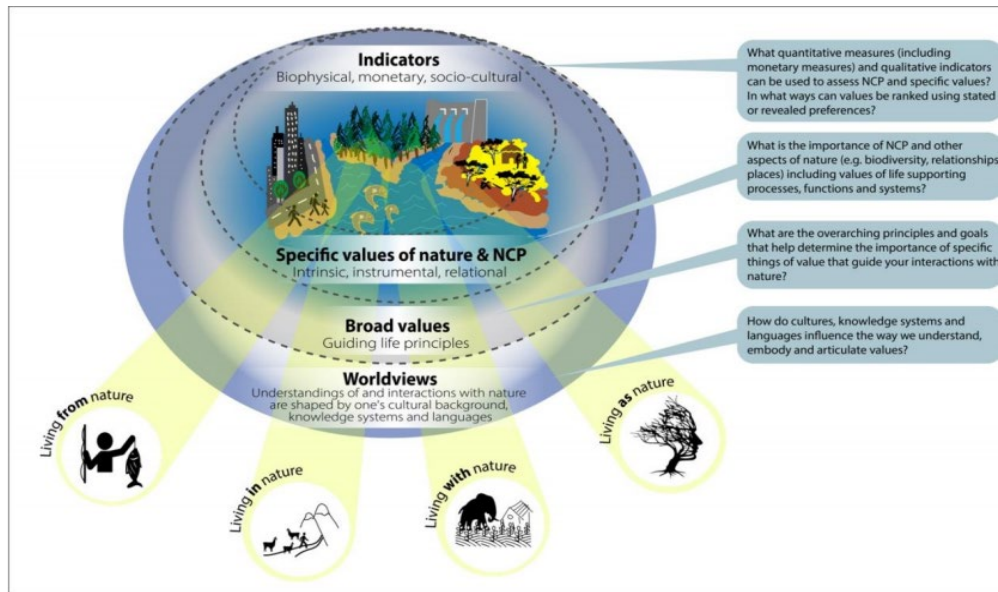 Indicators
Biophysical, monetary, socio-cultural
Specific values of nature & NCP
Intrinsic, instrumental, relational
Broad values
Guiding life principles
Worldviews
Understandings of and interactions with nature
are shaped by one's cultural background,
knowledge systems and languages
What quantitative measures (including
monetary measures) and qualitative indicators
can be used to assess NCP and specific values?
In what ways can values be ranked using stated
or revealed preferences?
What is the importance of NCP and other
aspects of nature (e.g. biodiversity, relationships
places) including values of life supporting
processes, functions and systems?
What are the overarching principles and goals
that help determine the importance of specific
things of value that guide your interactions with
nature?
How do cultures, knowledge systems and
languages influence the way we understand,
embody and articulate values?
Living from nature
Living in nature
Living with nature
Living as nature